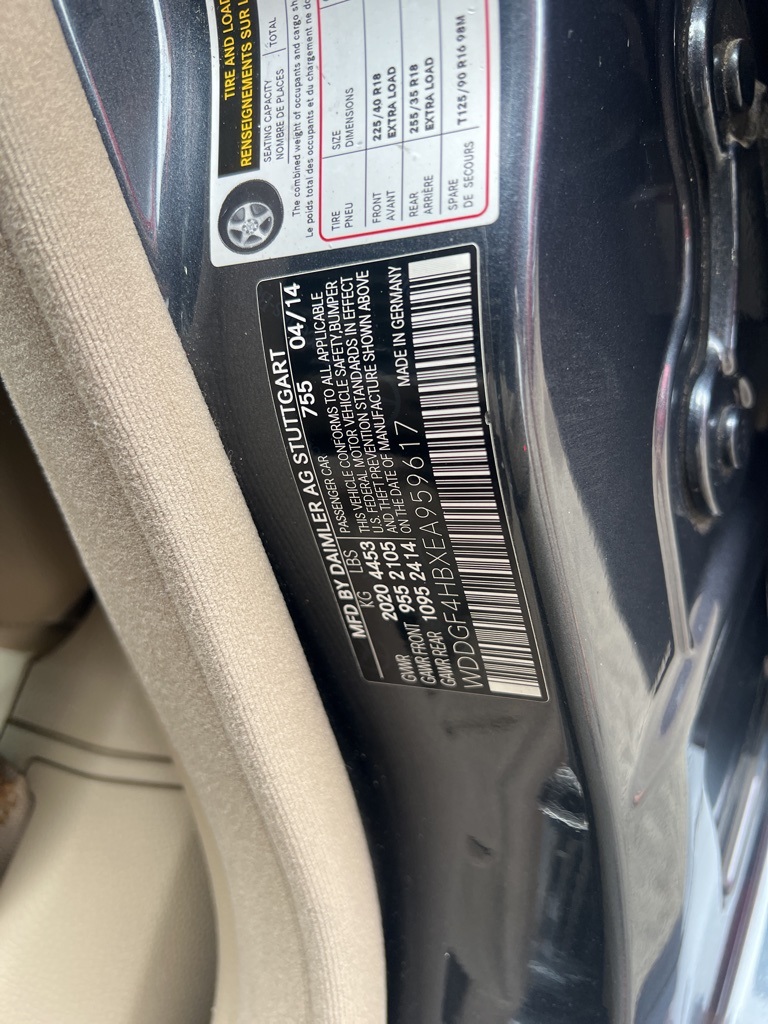 TIRE AND LOAD
RENSEIGNEMENTS SUR L
SEATING CAPACITY
NOMBRE DE PLACES
TOTAL
The combined weight of occupants and cargo sh
Le poids total des occupants et du chargement ne do
TIRE SIZE
PNEU DIMENSIONS
FRONT 225/40 R18
AVANT EXTRA LOAD
REAR 255/35 R18
ARRIÈRE EXTRA LOAD
SPARE T125/90 R16 98M
DE SECOURS
MFD BY DAIMLER AG STUTTGART
755 04/14
KG LBS
GVWR 2020 4453
GAWR FRONT 955 2105
GAWR REAR 1095 2414
PASSENGER CAR
THIS VEHICLE CONFORMS TO ALL APPLICABLE
FEDERAL MOTOR VEHICLE SAFETY,BUMPER
U.S. THEFT PREVENTION STANDARDS IN EFFECT
AND ON THE DATE OF MANUFACTURE SHOWN ABOVE
MADE IN GERMANY
WDDGF4HBXEA959617